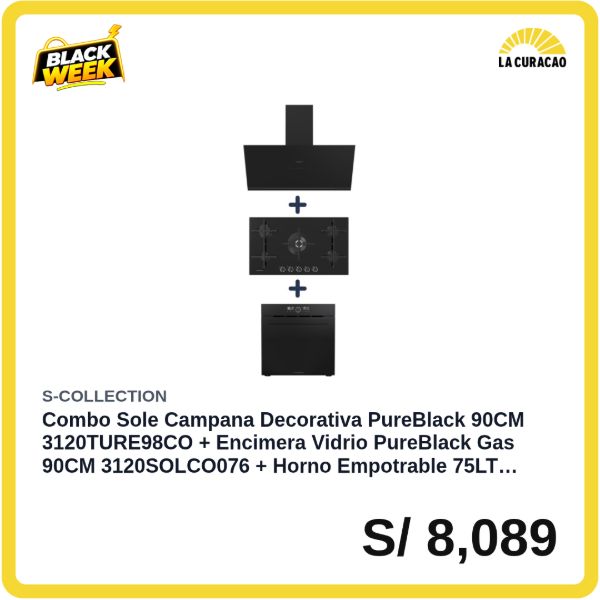 BLACK
WEEK
LA CURACAO
S-COLLECTION
Combo Sole Campana Decorativa PureBlack 90CM
3120TURE98CO + Encimera Vidrio PureBlack Gas
90CM 3120SOLCO076 + Horno Empotrable 75LT…
S/ 8,089